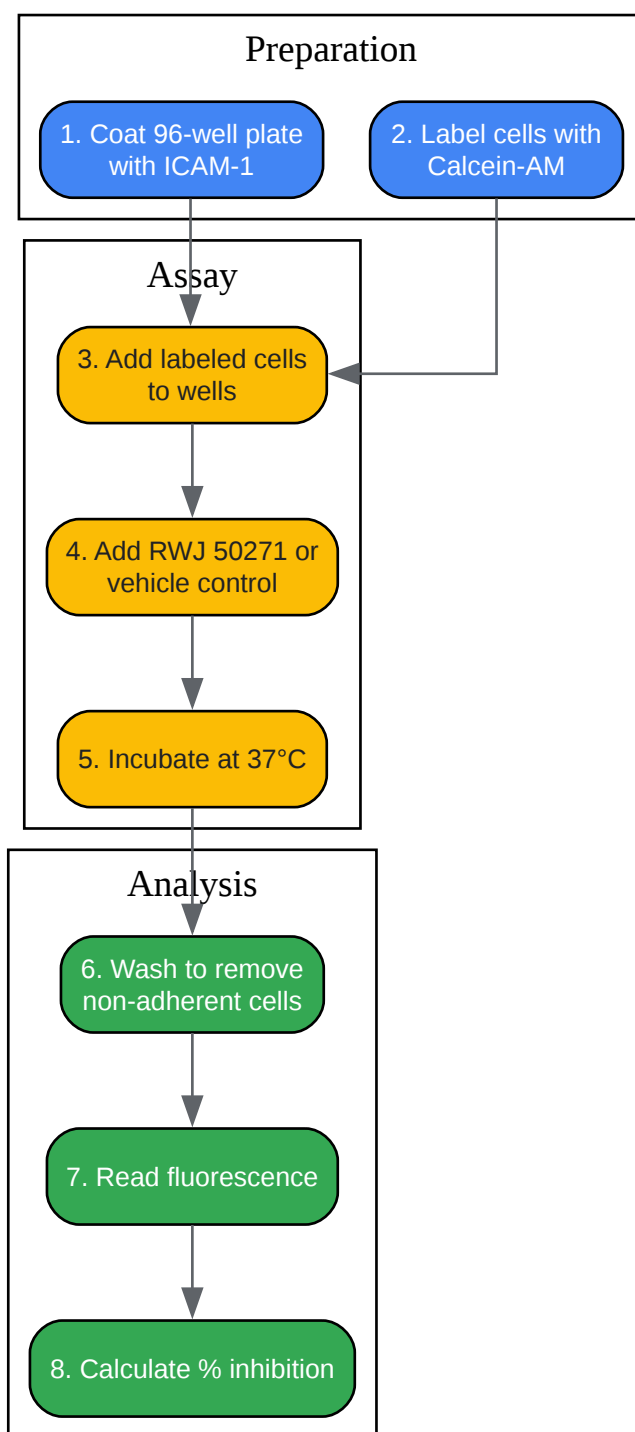 Preparation
1. Coat 96-well plate
with ICAM-1
2. Label cells with
Calcein-AM
Assay
3. Add labeled cells
to wells
4. Add RWJ 50271 or
vehicle control
5. Incubate at 37°C
Analysis
6. Wash to remove
non-adherent cells
7. Read fluorescence
8. Calculate % inhibition